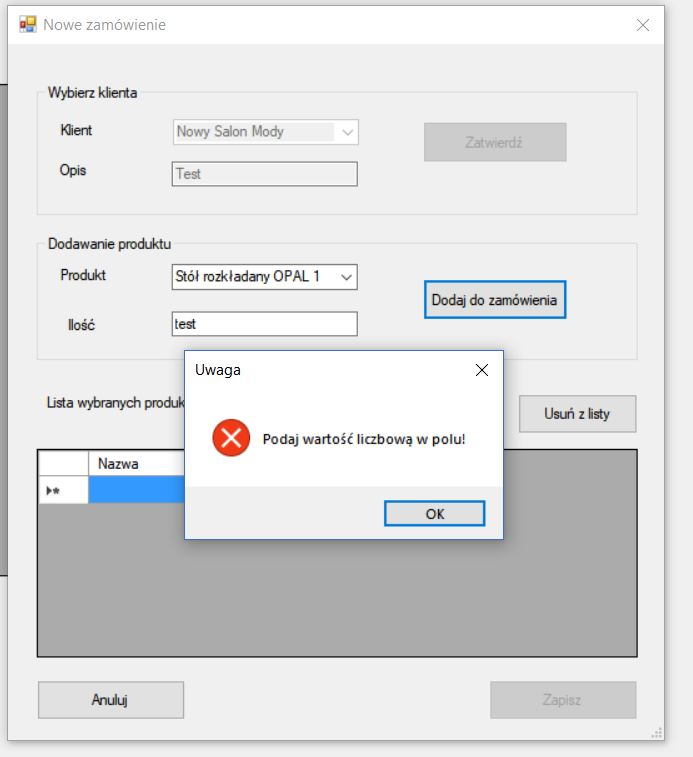 Nowe zamówienie
Wybierz klienta
Klient
Nowy Salon Mody
Zatwierdź
Opis
Test
Dodawanie produktu
Produkt
Stół rozkładany OPAL 1
Dodaj do zamówienia
Ilość
test
Uwaga
Lista wybranych produk
Usuń z listy
Podaj wartość liczbową w polu!
Nazwa
OK
Anuluj
Zapisz